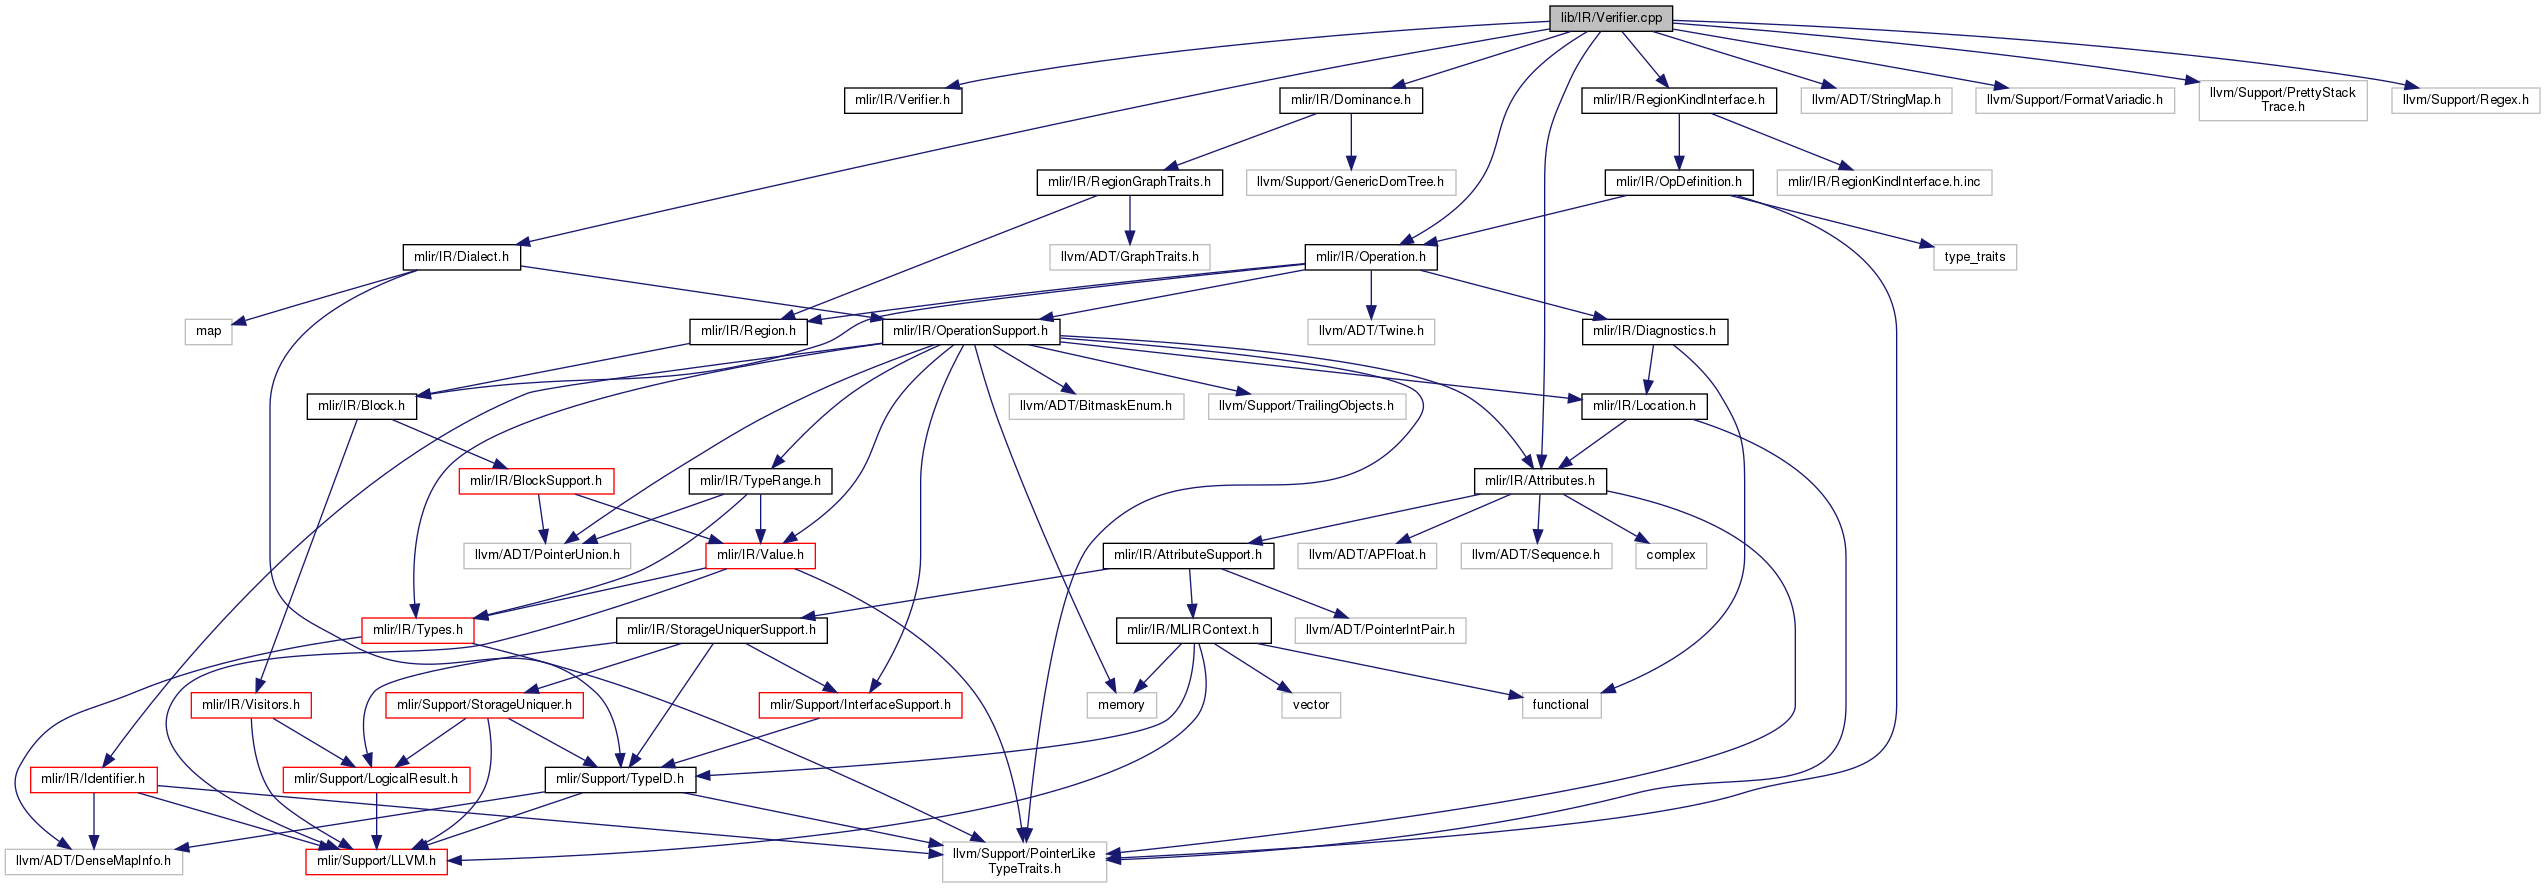 lib/IR/Verifier.cpp
mlir/IR/Verifier.h
mlir/IR/Dominance.h
mlir/IR/RegionKindInterface.h
llvm/ADT/StringMap.h
llvm/Support/FormatVariadic.h
llvm/Support/PrettyStack
Trace.h
llvm/Support/Regex.h
mlir/IR/RegionGraphTraits.h
llvm/Support/GenericDomTree.h
mlir/IR/OpDefinition.h
mlir/IR/RegionKindInterface.h.inc
mlir/IR/Dialect.h
llvm/ADT/GraphTraits.h
mlir/IR/Operation.h
type_traits
map
mlir/IR/Region.h
mlir/IR/OperationSupport.h
llvm/ADT/Twine.h
mlir/IR/Diagnostics.h
mlir/IR/Block.h
llvm/ADT/BitmaskEnum.h
llvm/Support/TrailingObjects.h
mlir/IR/Location.h
mlir/IR/BlockSupport.h
mlir/IR/TypeRange.h
mlir/IR/Attributes.h
llvm/ADT/PointerUnion.h
mlir/IR/Value.h
mlir/IR/AttributeSupport.h
llvm/ADT/APFloat.h
llvm/ADT/Sequence.h
complex
mlir/IR/Types.h
mlir/IR/StorageUniquerSupport.h
mlir/IR/MLIRContext.h
llvm/ADT/PointerIntPair.h
mlir/IR/Visitors.h
mlir/Support/StorageUniquer.h
mlir/Support/InterfaceSupport.h
memory
vector
functional
mlir/IR/Identifier.h
mlir/Support/LogicalResult.h
mlir/Support/TypeID.h
llvm/ADT/DenseMapInfo.h
mlir/Support/LLVM.h
llvm/Support/PointerLike
TypeTraits.h